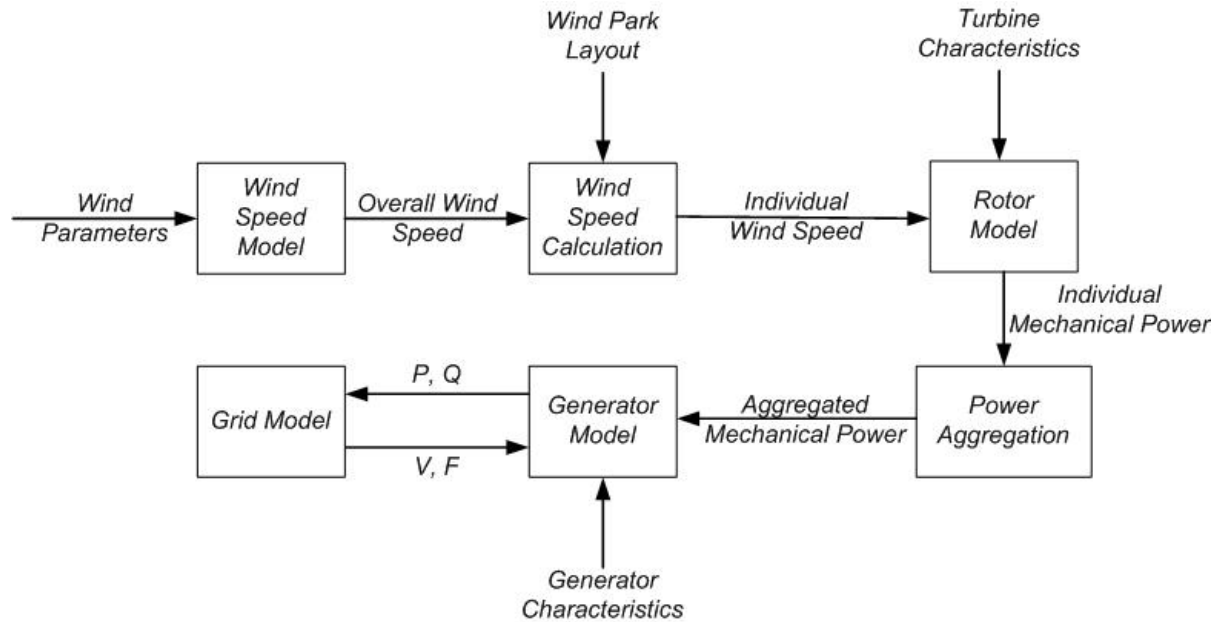 Wind Park
Layout
Turbine
Characteristics
Wind
Parameters
Wind
Speed
Model
Overall Wind
Speed
Wind
Speed
Calculation
Individual
Wind Speed
Rotor
Model
Individual
Mechanical Power
Grid Model
P, Q
V, F
Generator
Model
Aggregated
Mechanical Power
Power
Aggregation
Generator
Characteristics